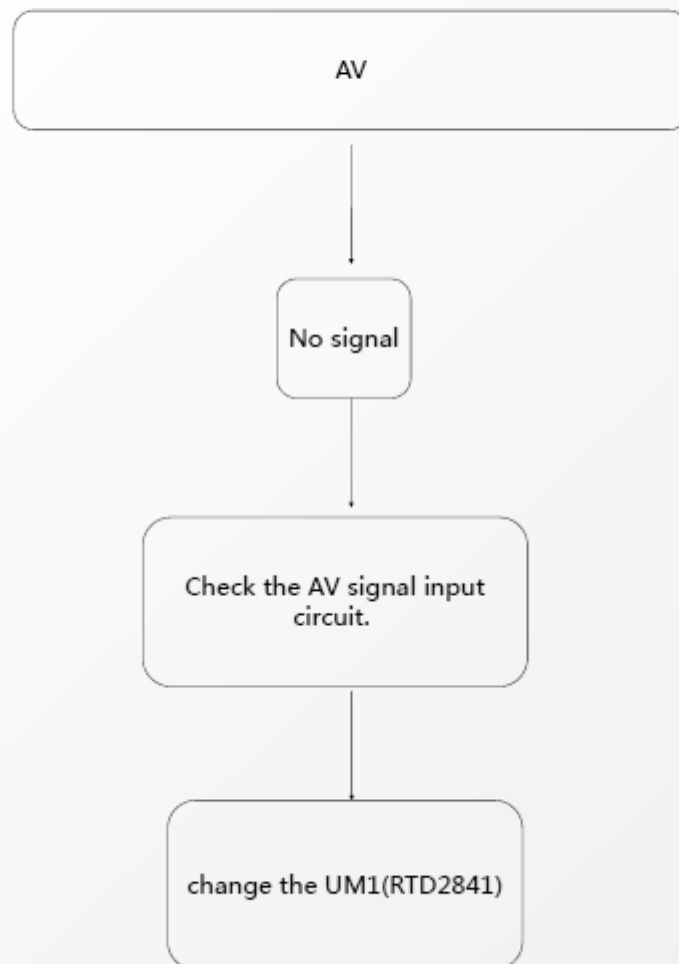 AV
No signal
Check the AV signal input
circuit.
change the UM1(RTD2841)